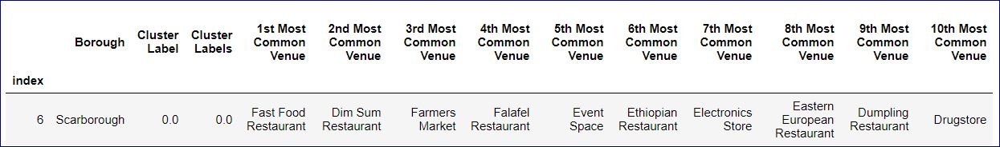 Borough Cluster Label Cluster Labels 1st Most Common Venue 2nd Most Common Venue 3rd Most Common Venue 4th Most Common Venue 5th Most Common Venue 6th Most Common Venue 7th Most Common Venue 8th Most Common Venue 9th Most Common Venue 10th Most Common Venue
index
6 Scarborough 0.0 0.0 Fast Food Restaurant Dim Sum Restaurant Farmers Market Falafel Restaurant Event Space Ethiopian Restaurant Electronics Store Eastern European Restaurant Dumpling Restaurant Drugstore